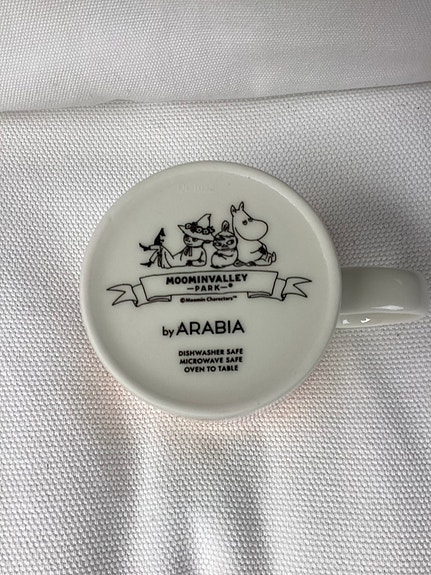 MOOMINVALLEY
—PARK—®
©Moomin Characters™
by ARABIA
DISHWASHER SAFE
MICROWAVE SAFE
OVEN TO TABLE